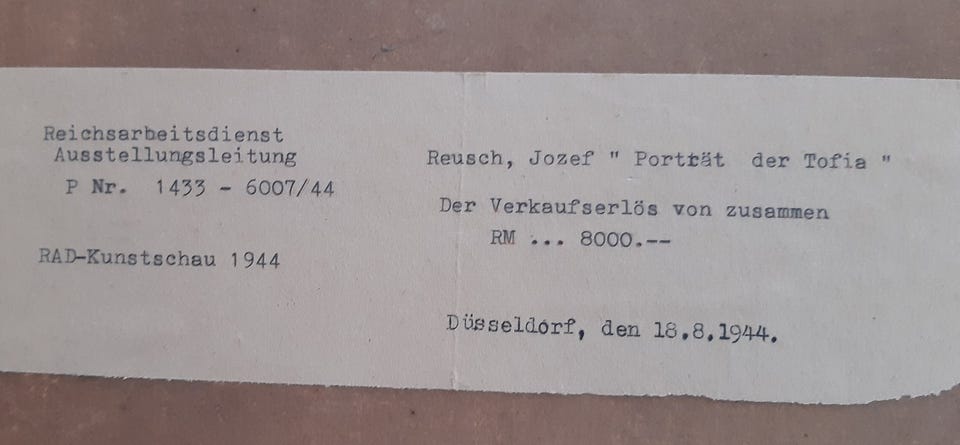 Reichsarbeitsdienst
Ausstellungsleitung
P Nr. 1433 - 6007/44
RAD-Kunstschau 1944
Reusch, Jozef " Porträt der Tofia "
Der Verkaufserlös von zusammen
RM ... 8000.--
Düsseldorf, den 18.8.1944.